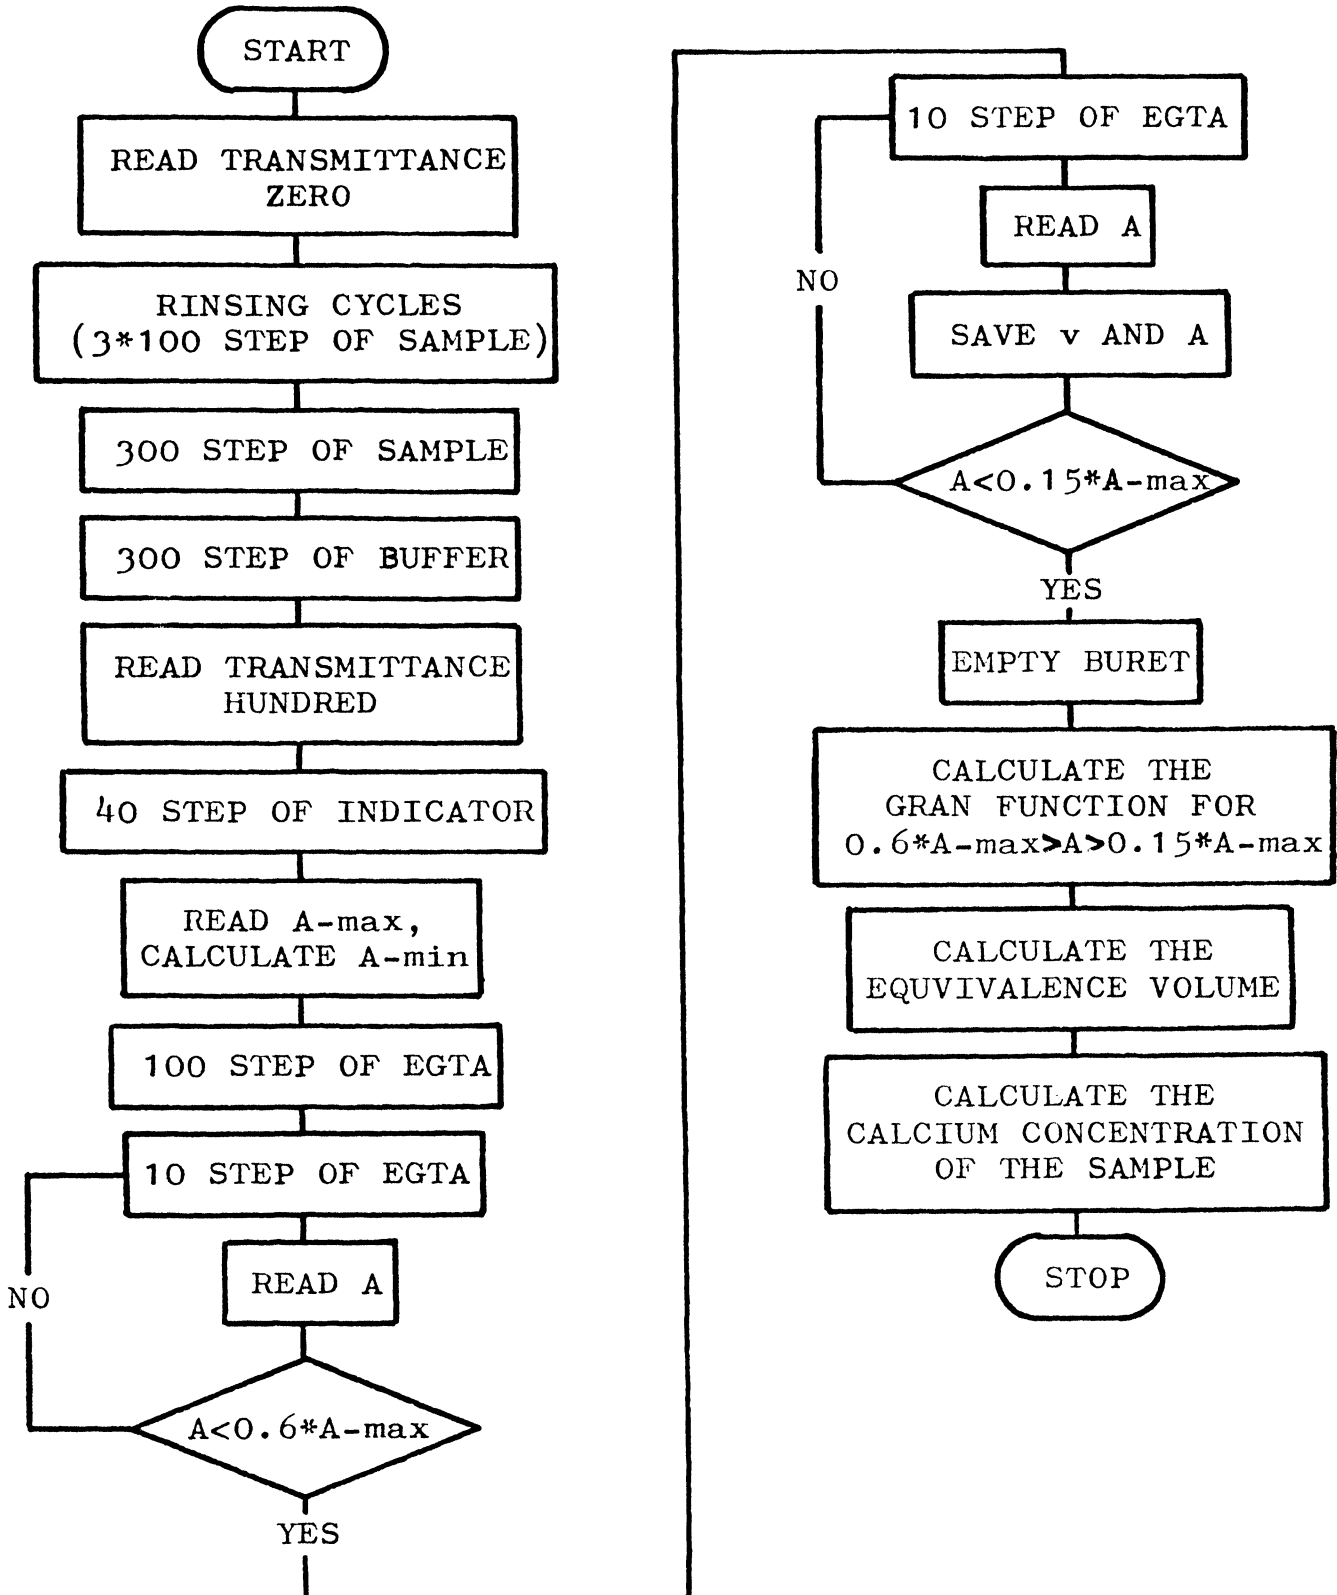 START
READ TRANSMITTANCE
ZERO
RINSING CYCLES
(3*100 STEP OF SAMPLE)
300 STEP OF SAMPLE
300 STEP OF BUFFER
READ TRANSMITTANCE
HUNDRED
40 STEP OF INDICATOR
READ A-max,
CALCULATE A-min
100 STEP OF EGTA
10 STEP OF EGTA
READ A
NO
A<0.6*A-max
YES
10 STEP OF EGTA
READ A
NO
SAVE v AND A
A<0.15*A-max
YES
EMPTY BURET
CALCULATE THE
GRAN FUNCTION FOR
0.6*A-max>A>0.15*A-max
CALCULATE THE
EQUVIVALENCE VOLUME
CALCULATE THE
CALCIUM CONCENTRATION
OF THE SAMPLE
STOP